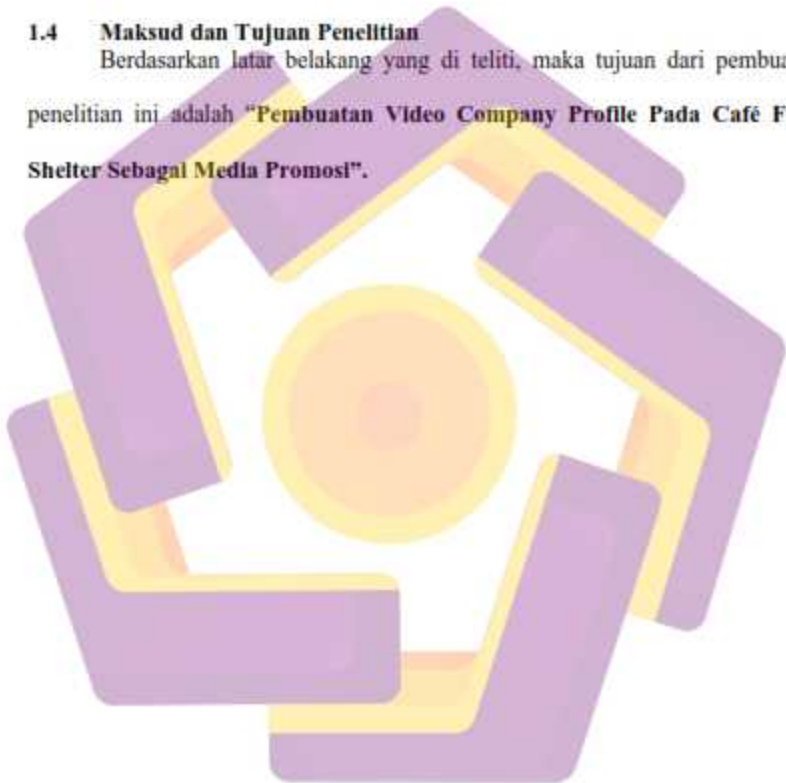 1.4 Maksud dan Tujuan Penelitian
Berdasarkan latar belakang yang di teliti, maka tujuan dari pembua
penelitian ini adalah “Pembuatan Video Company Profile Pada Café F
Shelter Sebagai Media Promosi”.